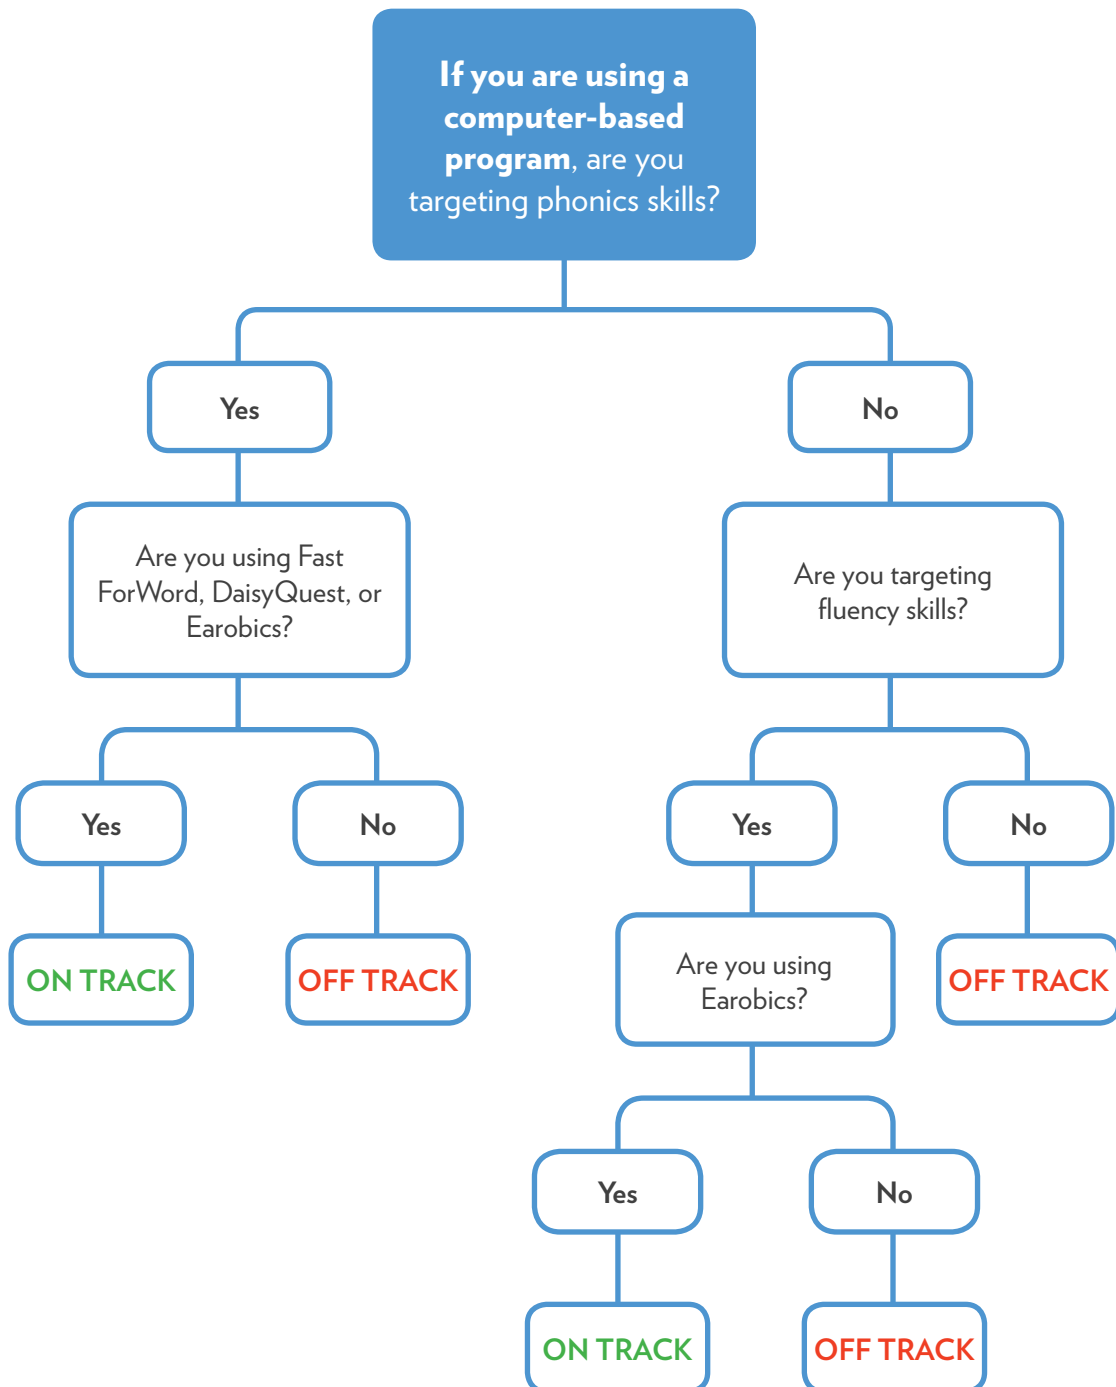 If you are using a
computer-based
program, are you
targeting phonics skills?
Yes
No
Are you using Fast
ForWord, DaisyQuest, or
Earobics?
Are you targeting
fluency skills?
Yes
No
Yes
No
ON TRACK
OFF TRACK
Are you using
Earobics?
OFF TRACK
Yes
No
ON TRACK
OFF TRACK